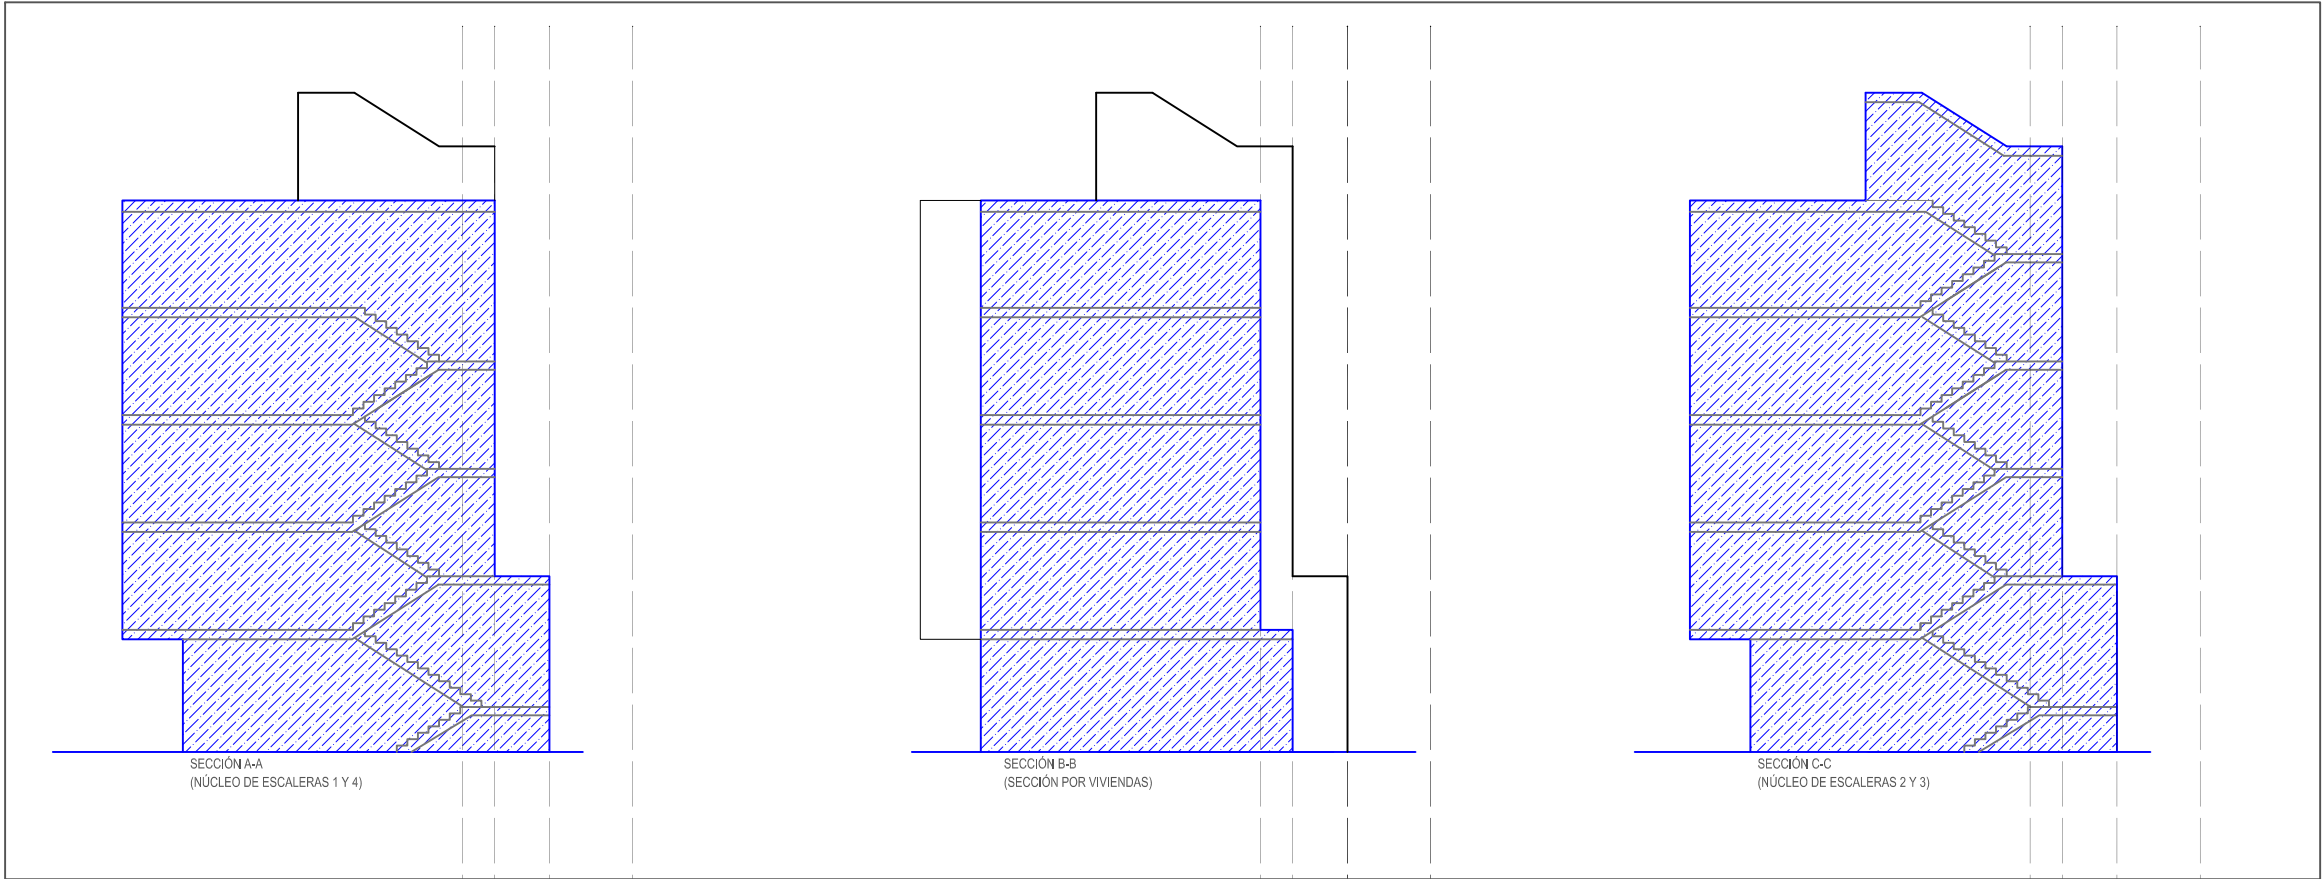 SECCIÓN A-A
(NÚCLEO DE ESCALERAS 1 Y 4)
SECCIÓN B-B
(SECCIÓN POR VIVIENDAS)
SECCIÓN C-C
(NÚCLEO DE ESCALERAS 2 Y 3)